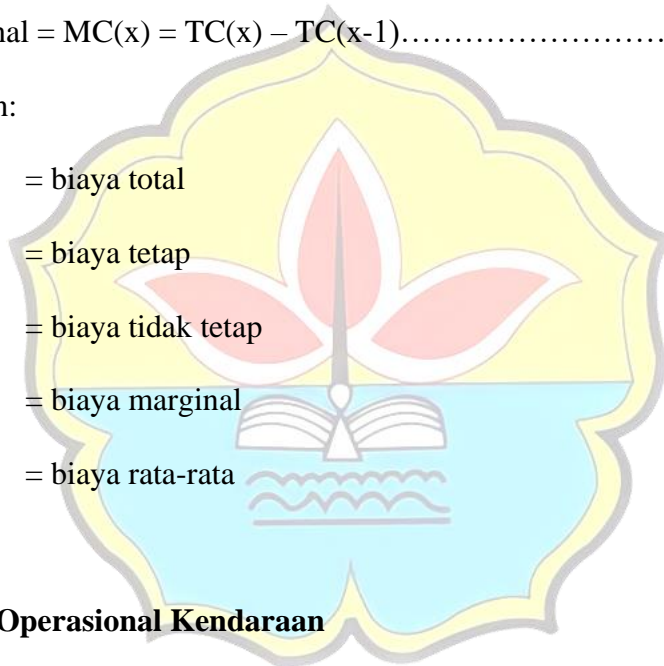 nal = MC(x) = TC(x) – TC(x-1)………………………
n:
= biaya total
= biaya tetap
= biaya tidak tetap
= biaya marginal
= biaya rata-rata
Operasional Kendaraan